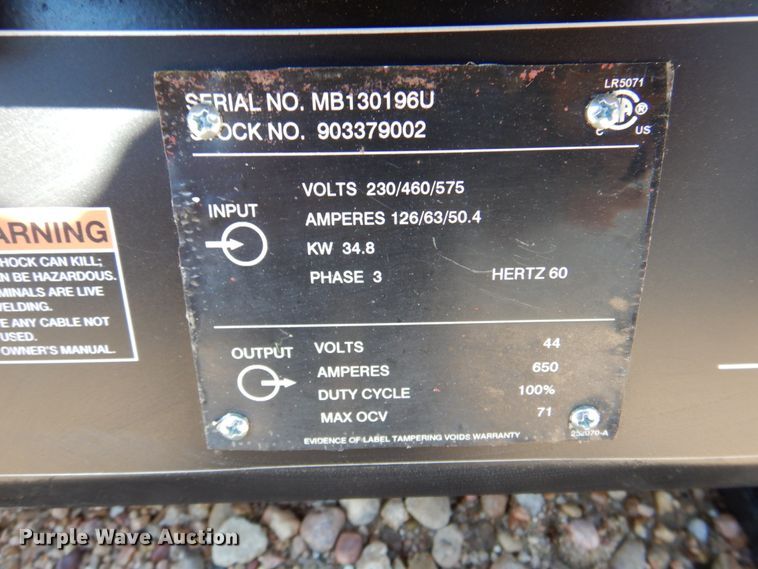 LR5071
SERIAL NO. MB130196U
STOCK NO. 903379002
® C US
INPUT
VOLTS 230/460/575
AMPERES 126/63/50.4
KW 34.8
PHASE 3 HERTZ 60
OUTPUT
VOLTS 44
AMPERES 650
DUTY CYCLE 100%
MAX OCV 71
EVIDENCE OF LABEL TAMPERING VOIDS WARRANTY
252070-A
ARNING
HOCK CAN KILL;
N BE HAZARDOUS.
MINALS ARE LIVE
ELDING.
E ANY CABLE NOT
USED.
OWNER'S MANUAL.
Purple Wave Auction